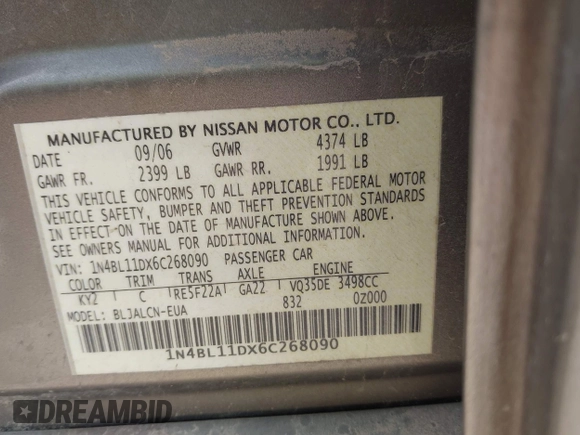 MANUFACTURED BY NISSAN MOTOR CO., LTD.
DATE 09/06 GVWR 4374 LB
GAWR FR. 2399 LB GAWR RR. 1991 LB
THIS VEHICLE CONFORMS TO ALL APPLICABLE FEDERAL MOTOR
VEHICLE SAFETY, BUMPER AND THEFT PREVENTION STANDARDS
IN EFFECT ON THE DATE OF MANUFACTURE SHOWN ABOVE.
SEE OWNERS MANUAL FOR ADDITIONAL INFORMATION.
VIN: 1N4BL11DX6C268090 PASSENGER CAR
COLOR TRIM TRANS AXLE ENGINE
KY2 C RE5F22A GA22 VQ35DE 3498CC
MODEL: BLJALCN-EUA 832 0Z000
1N4BL11DX6C268090
DREAMBID